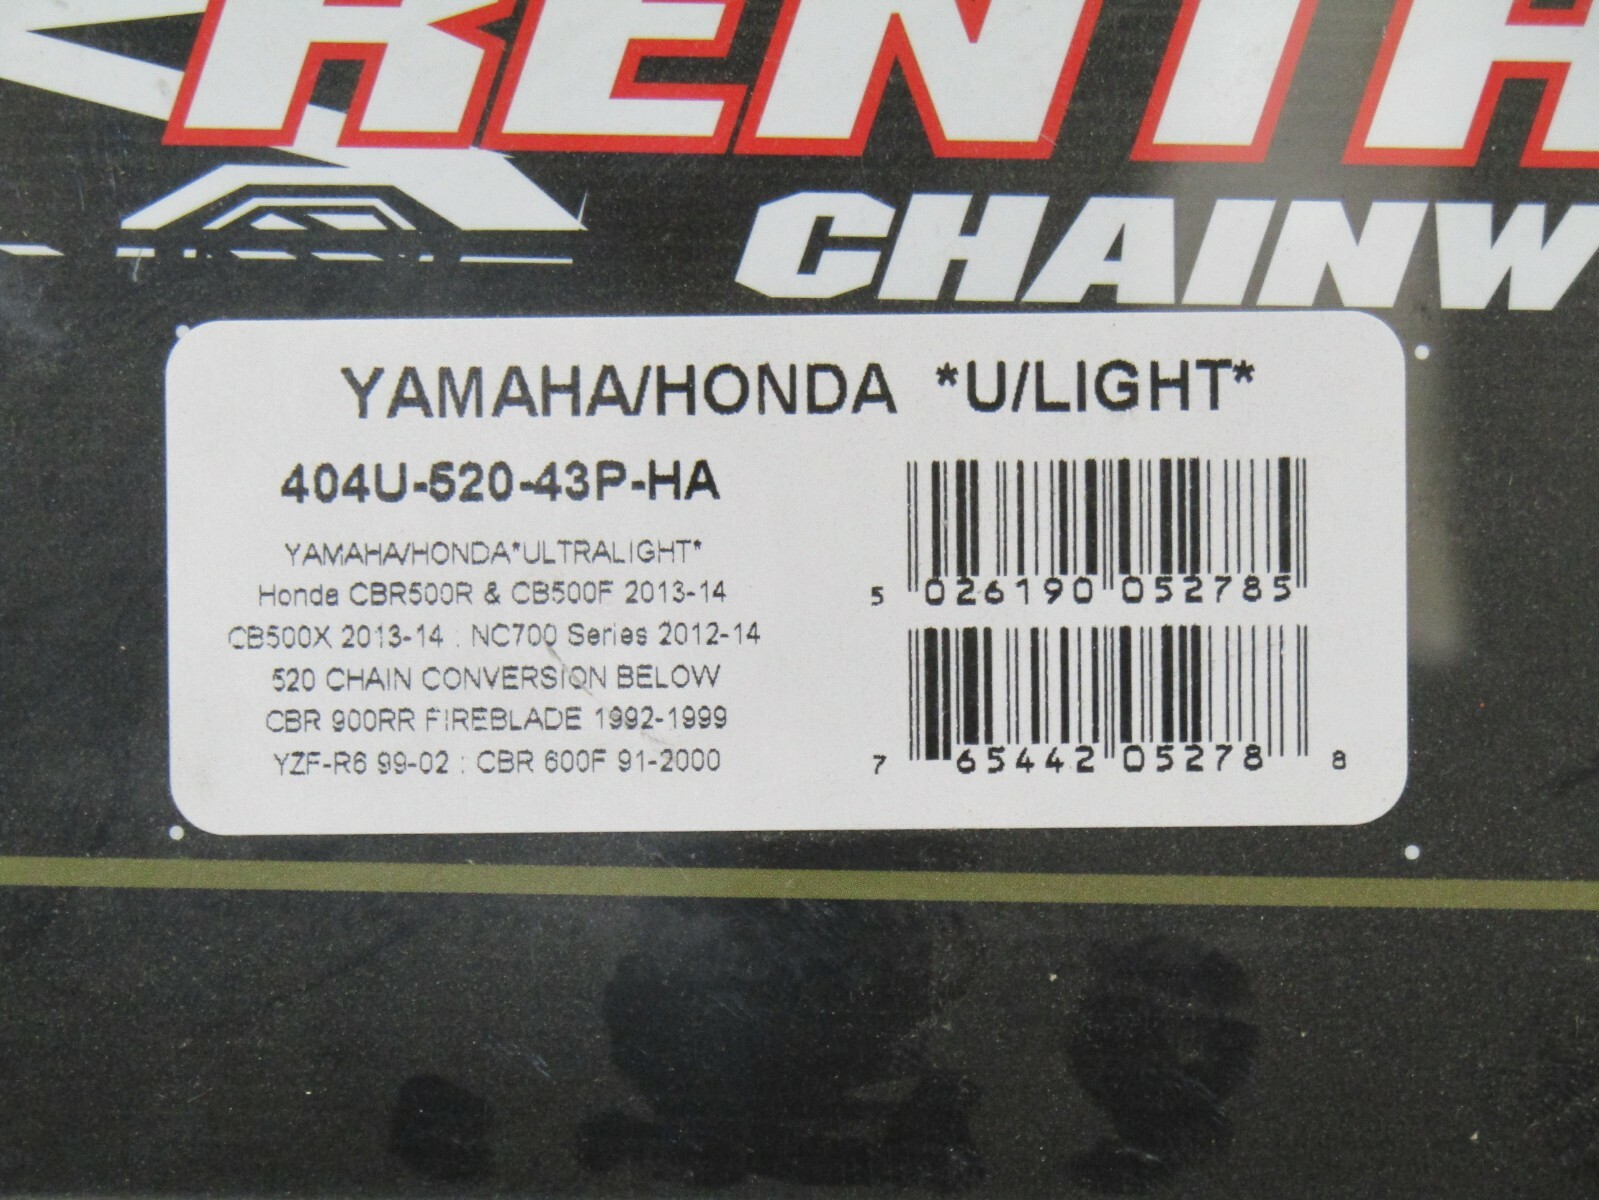 RENTH
CHAINW
YAMAHA/HONDA *U/LIGHT*
404U-520-43P-HA
YAMAHA/HONDA*ULTRALIGHT*
Honda CBR500R & CB500F 2013-14
CB500X 2013-14 : NC700 Series 2012-14
520 CHAIN CONVERSION BELOW
CBR 900RR FIREBLADE 1992-1999
YZF-R6 99-02 : CBR 600F 91-2000
5 026190 052785
7 65442 05278 8